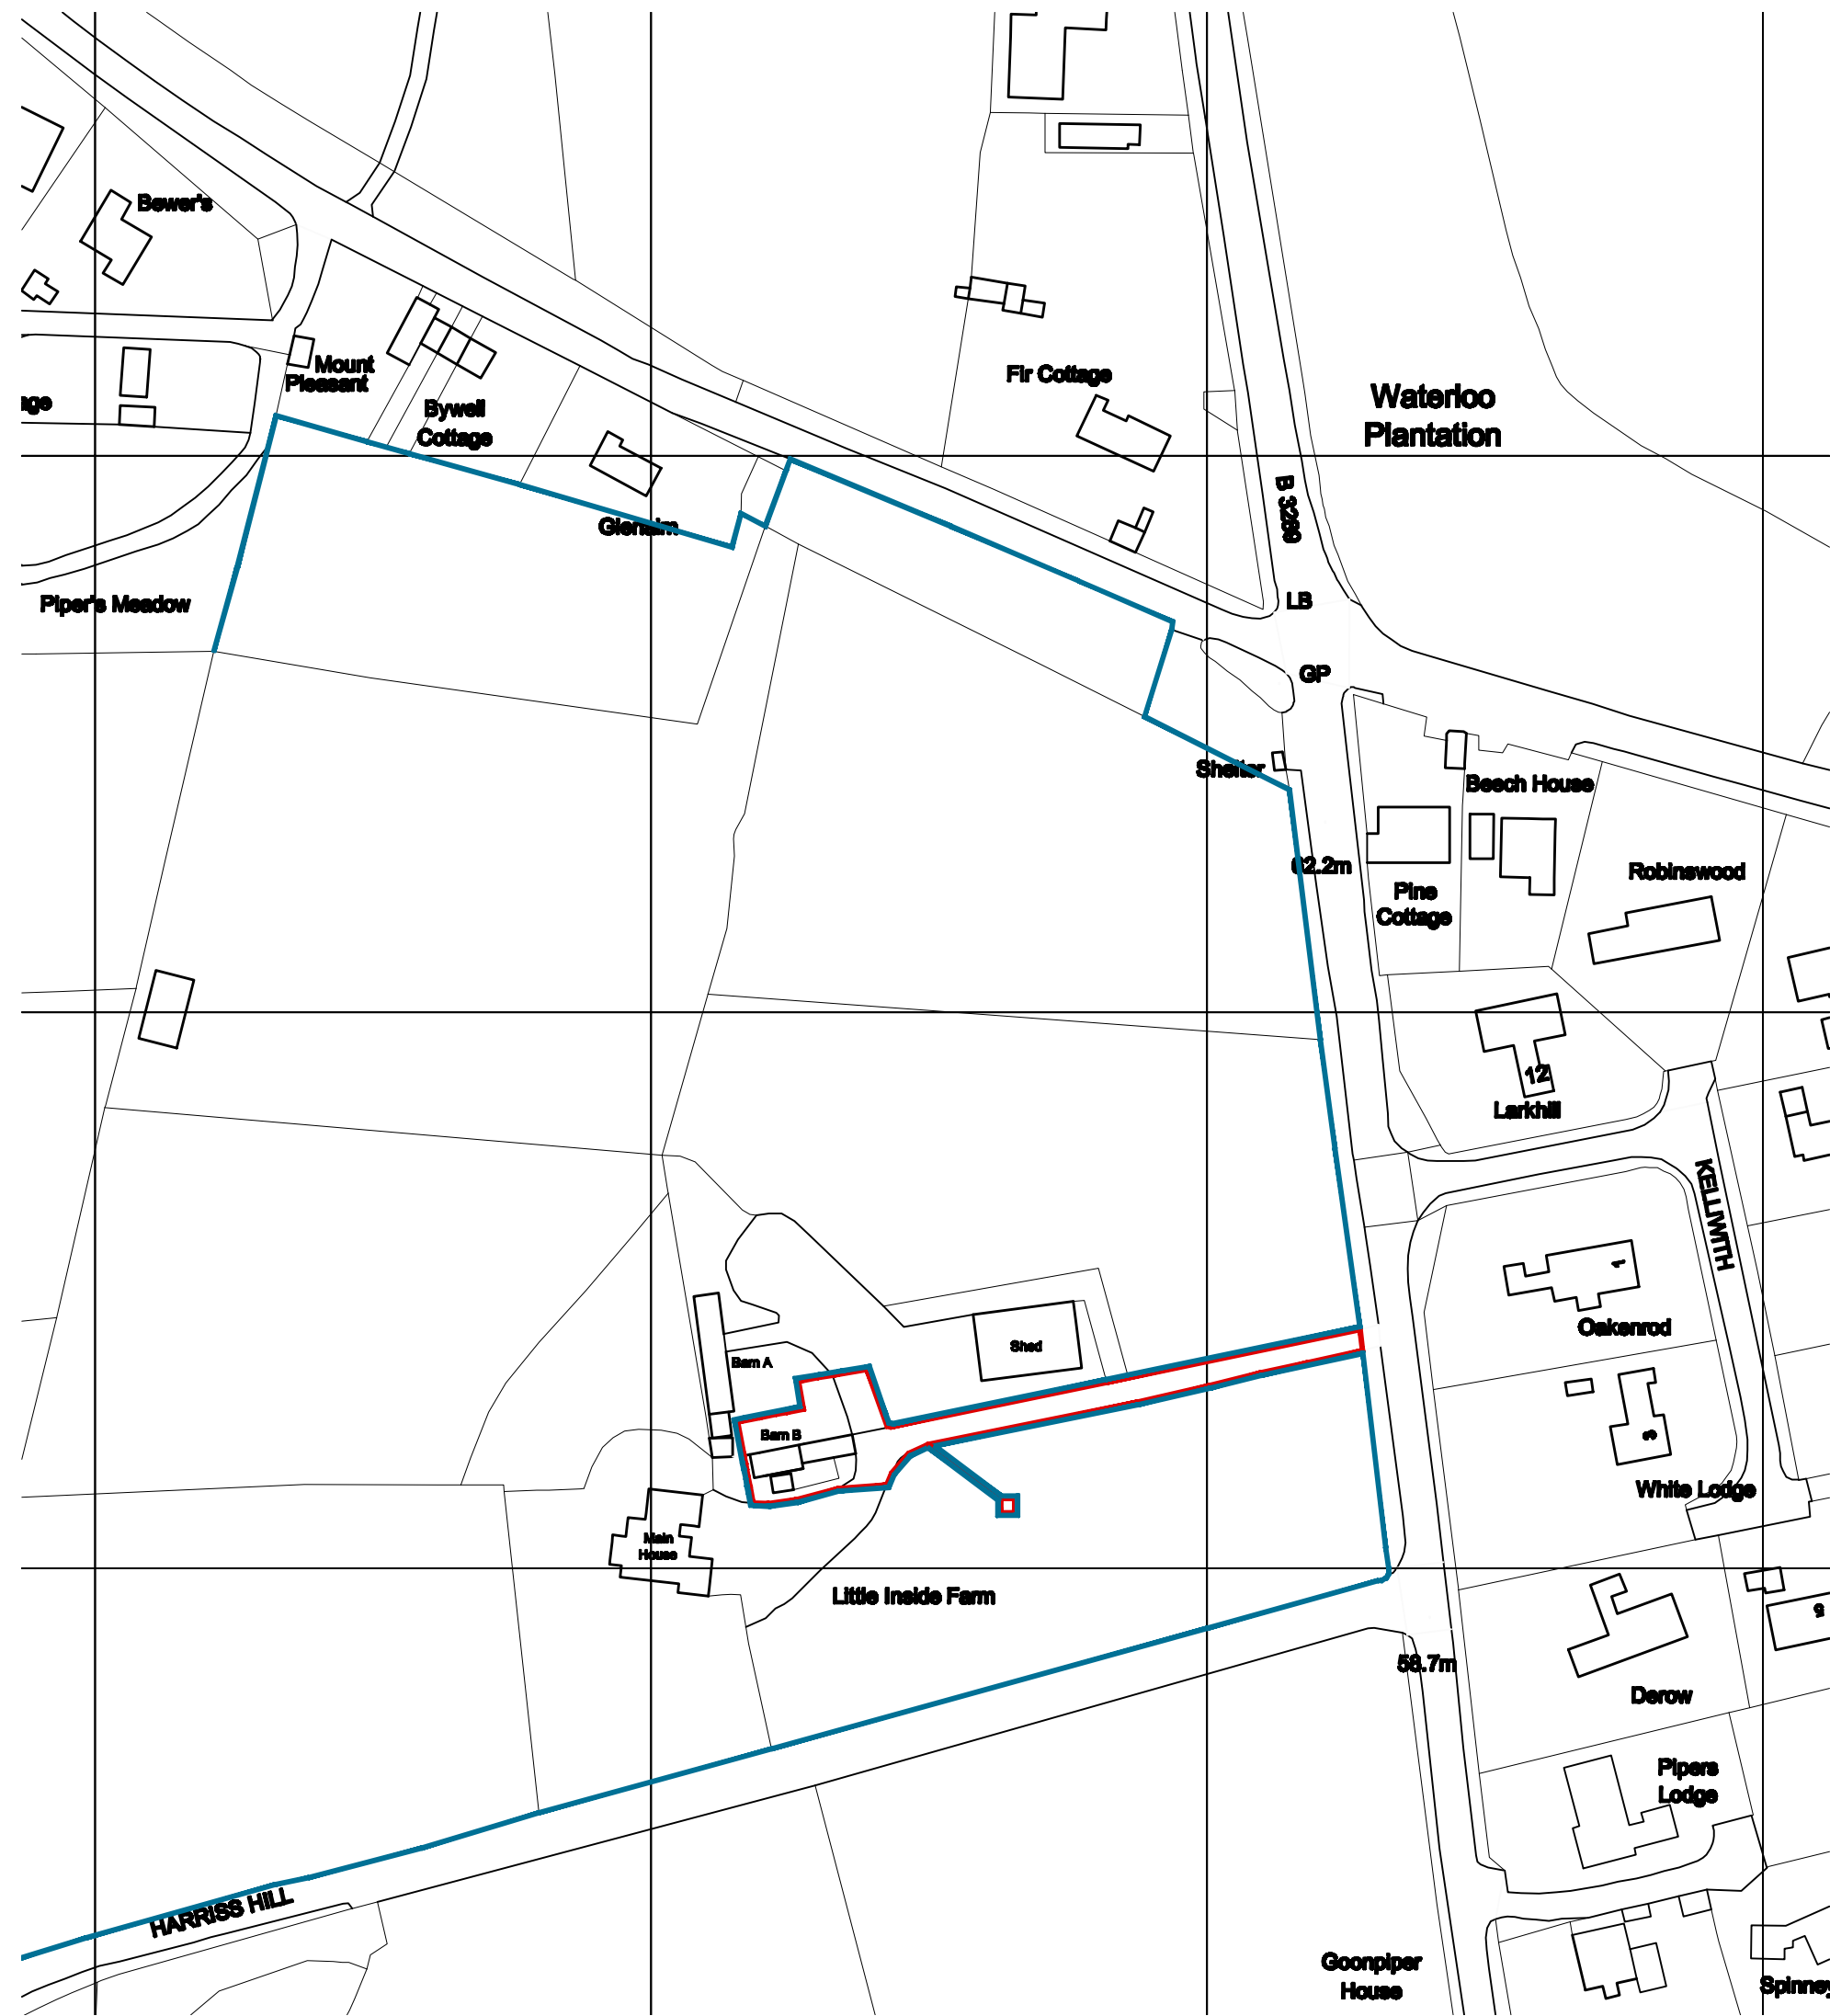 Bewer's
Mount
Pleasant
Fir Cottage
Waterloo
Plantation
Bywell
Cottage
B 3289
LB
Piper's Meadow
GP
Shelter
Beech House
62.2m
Robinswood
Pine
Cottage
12
Larkhill
KELLIWITH
1
Oakenrod
Shed
Barn A
Barn B
White Lodge
Main
House
Little Inside Farm
58.7m
Derow
Pipers
Lodge
HARRISS HILL
Goonpiper
House